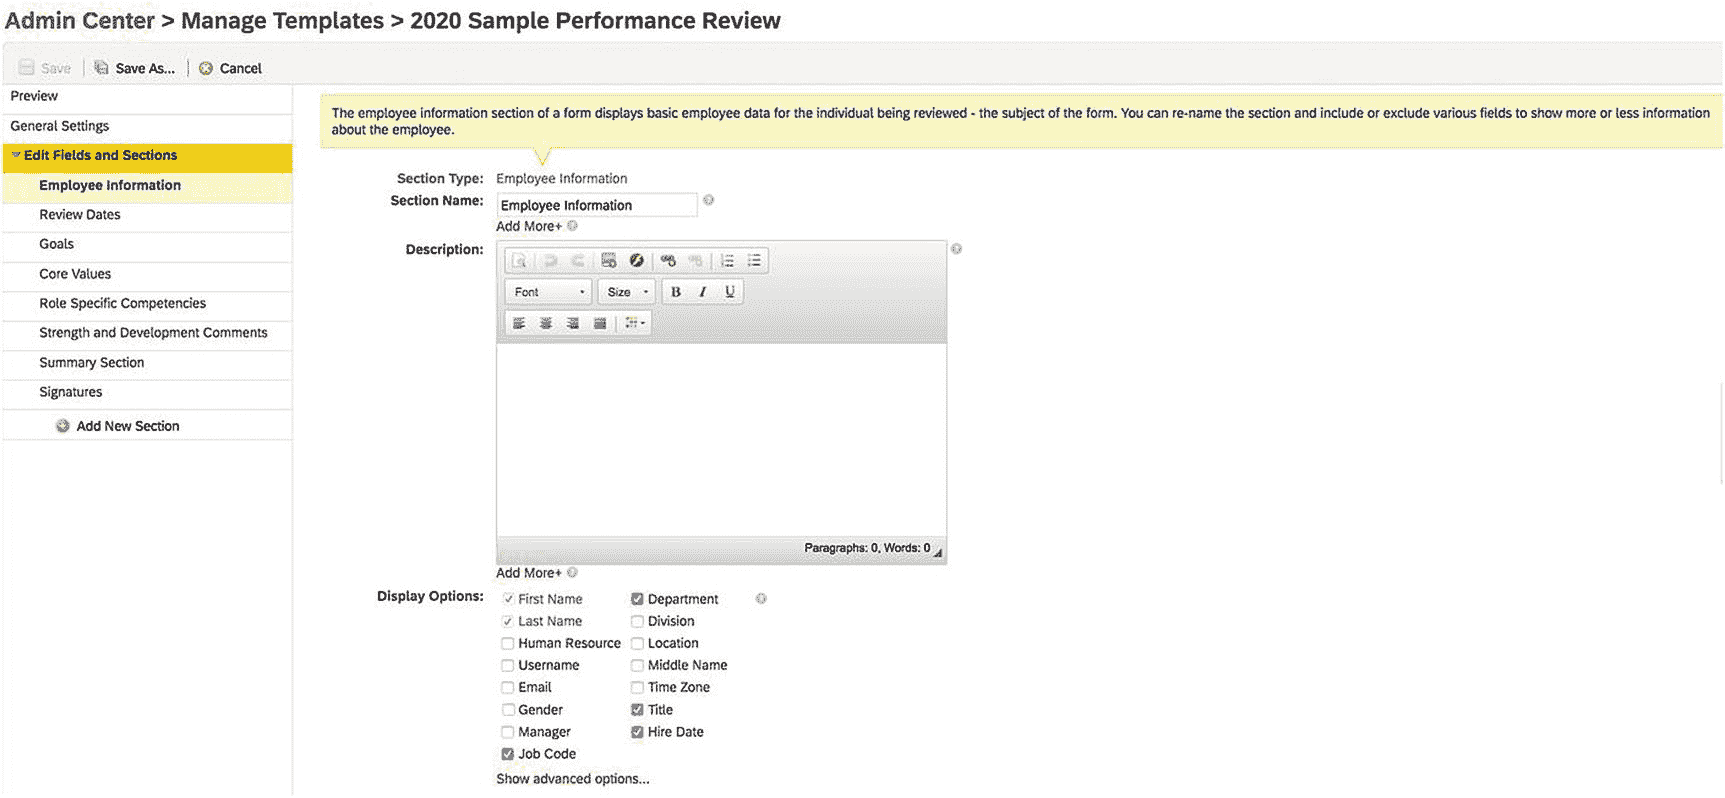 Admin Center > Manage Templates > 2020 Sample Performance Review
Save Save As... Cancel
Preview
General Settings
Edit Fields and Sections
Employee Information
Review Dates
Goals
Core Values
Role Specific Competencies
Strength and Development Comments
Summary Section
Signatures
Add New Section
The employee information section of a form displays basic employee data for the individual being reviewed - the subject of the form. You can re-name the section and include or exclude various fields to show more or less information
about the employee.
Section Type: Employee Information
Section Name: Employee Information
Add More+
Description:
Font Size B I U
Paragraphs: 0, Words: 0
Add More+
Display Options: First Name Department
Last Name Division
Human Resource Location
Username Middle Name
Email Time Zone
Gender Title
Manager Hire Date
Job Code
Show advanced options...